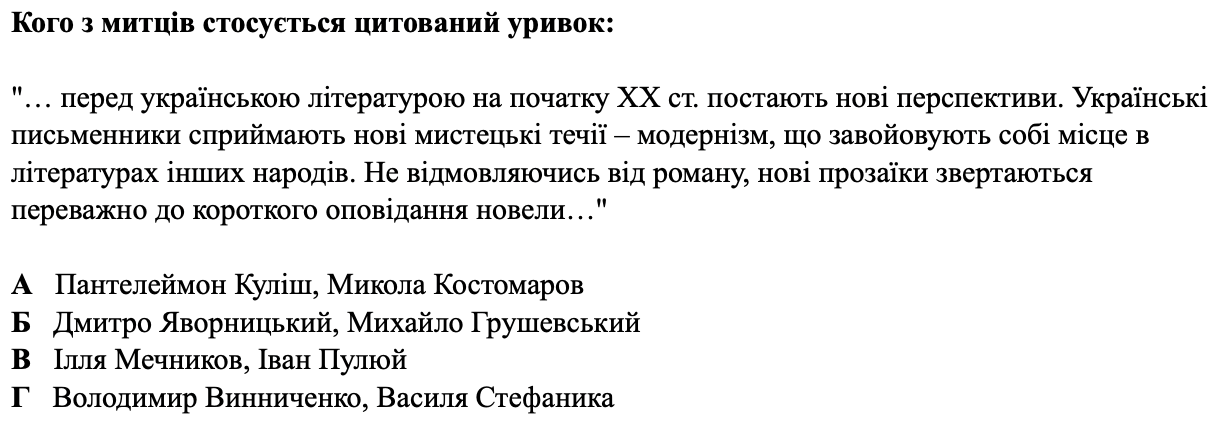 Кого з митців стосується цитований уривок:
"… перед українською літературою на початку XX ст. постають нові перспективи. Українські
письменники сприймають нові мистецькі течії – модернізм, що завойовують собі місце в
літературах інших народів. Не відмовляючись від роману, нові прозаїки звертаються
переважно до короткого оповідання новели…"
А Пантелеймон Куліш, Микола Костомаров
Б Дмитро Яворницький, Михайло Грушевський
В Ілля Мечников, Іван Пулюй
Г Володимир Винниченко, Василя Стефаника